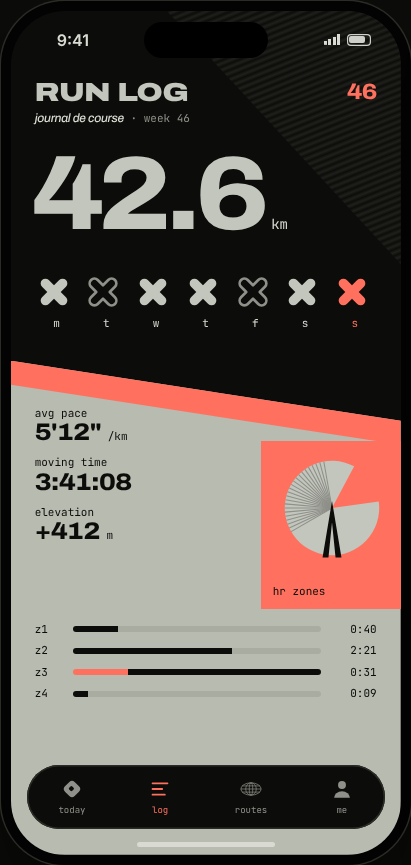 9:41
RUN LOG 46
journal de course · week 46
42.6 km
m t w t f s s
avg pace
5'12" /km
moving time
3:41:08
elevation
+412 m
hr zones
z1 0:40
z2 2:21
z3 0:31
z4 0:09
today log routes me